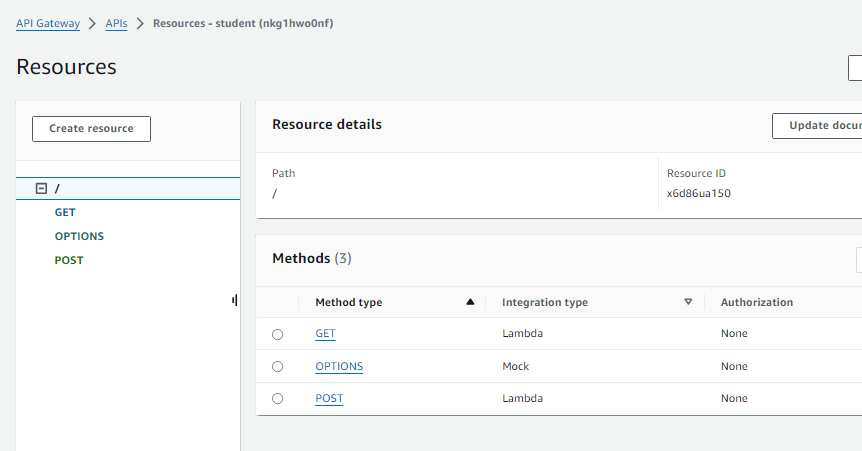 API Gateway > APIs > Resources - student (nkg1hwo0nf)
Resources
Create resource
/
GET
OPTIONS
POST
Resource details
Update docu
Path
/
Resource ID
x6d86ua150
Methods (3)
Method type Integration type Authorization
GET Lambda None
OPTIONS Mock None
POST Lambda None